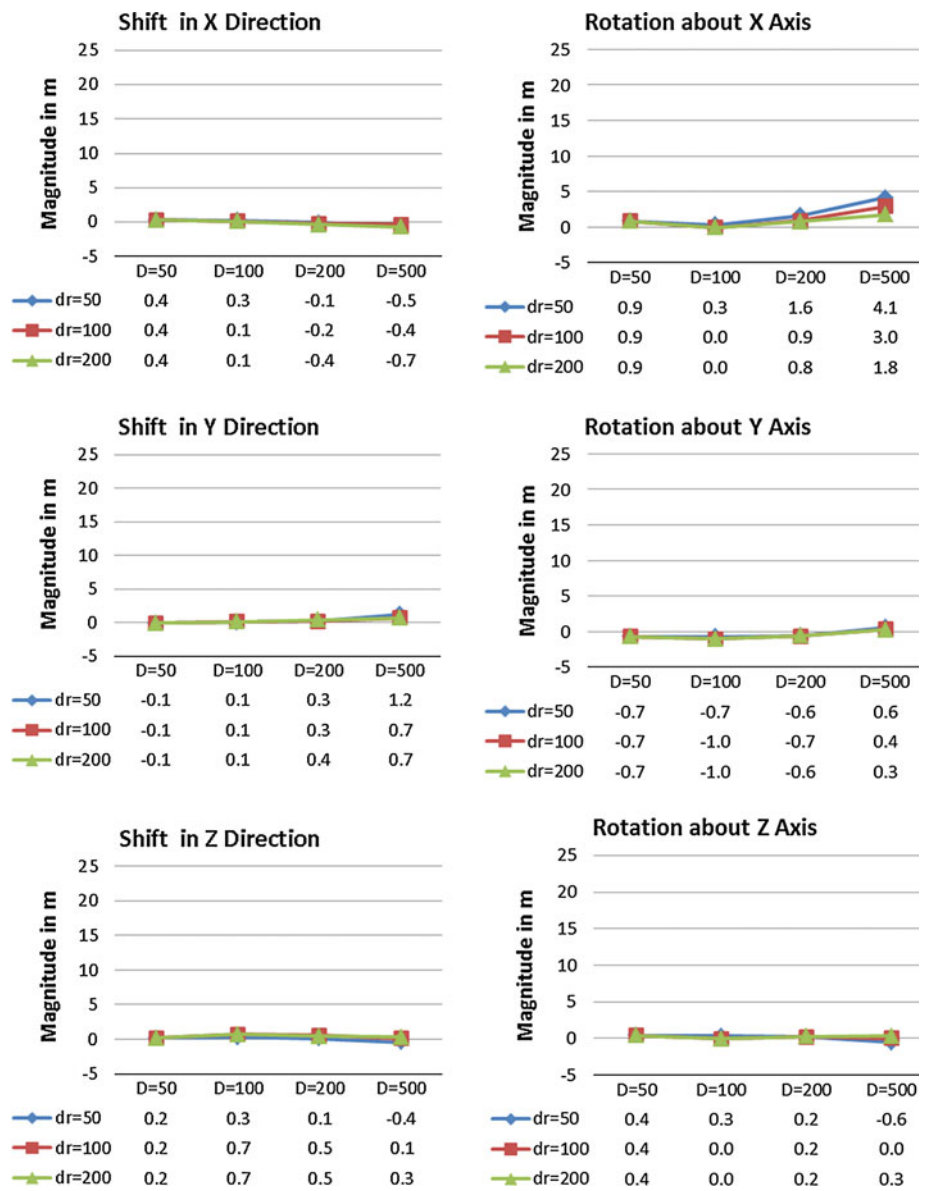 Shift in X Direction
Magnitude in m
25
20
15
10
5
0
-5
D=50 D=100 D=200 D=500
dr=50 0.4 0.3 -0.1 -0.5
dr=100 0.4 0.1 -0.2 -0.4
dr=200 0.4 0.1 -0.4 -0.7
Rotation about X Axis
Magnitude in m
25
20
15
10
5
0
-5
D=50 D=100 D=200 D=500
dr=50 0.9 0.3 1.6 4.1
dr=100 0.9 0.0 0.9 3.0
dr=200 0.9 0.0 0.8 1.8
Shift in Y Direction
Magnitude in m
25
20
15
10
5
0
-5
D=50 D=100 D=200 D=500
dr=50 -0.1 0.1 0.3 1.2
dr=100 -0.1 0.1 0.3 0.7
dr=200 -0.1 0.1 0.4 0.7
Rotation about Y Axis
Magnitude in m
25
20
15
10
5
0
-5
D=50 D=100 D=200 D=500
dr=50 -0.7 -0.7 -0.6 0.6
dr=100 -0.7 -1.0 -0.7 0.4
dr=200 -0.7 -1.0 -0.6 0.3
Shift in Z Direction
Magnitude in m
25
20
15
10
5
0
-5
D=50 D=100 D=200 D=500
dr=50 0.2 0.3 0.1 -0.4
dr=100 0.2 0.7 0.5 0.1
dr=200 0.2 0.7 0.5 0.3
Rotation about Z Axis
Magnitude in m
25
20
15
10
5
0
-5
D=50 D=100 D=200 D=500
dr=50 0.4 0.3 0.2 -0.6
dr=100 0.4 0.0 0.2 0.0
dr=200 0.4 0.0 0.2 0.3